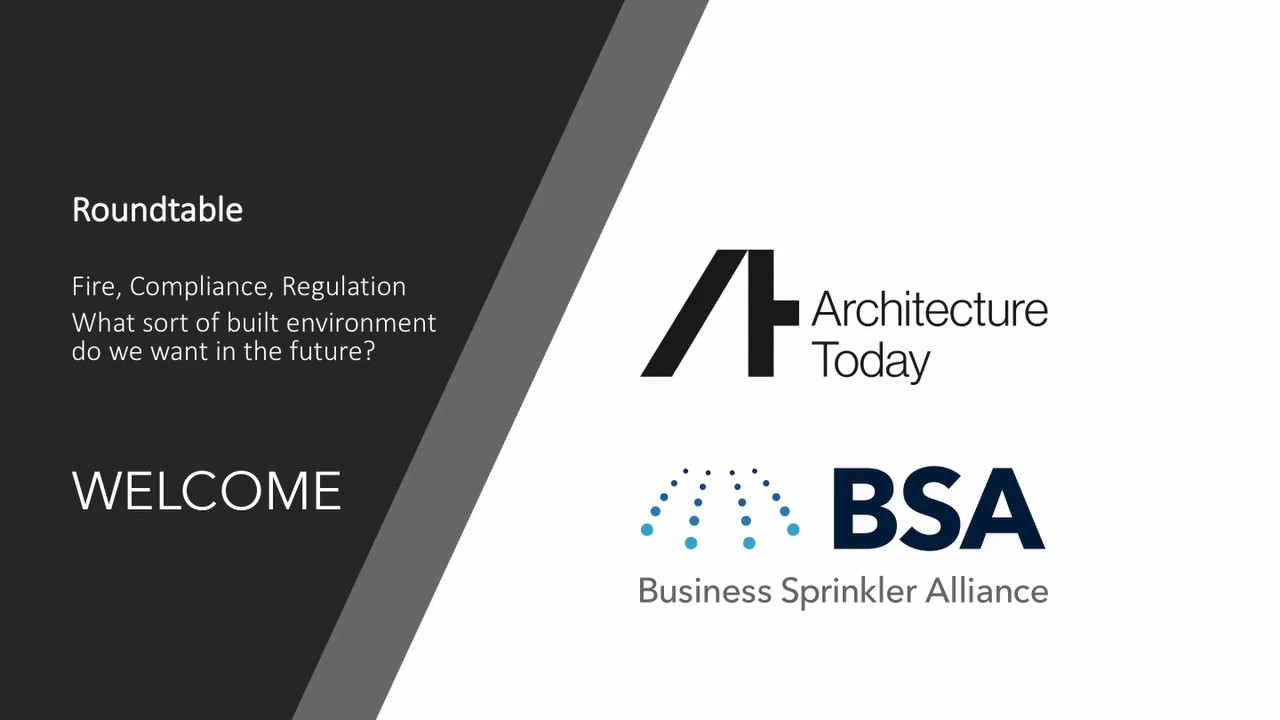 Roundtable
Fire, Compliance, Regulation
What sort of built environment
do we want in the future?
WELCOME
Architecture
Today
BSA
Business Sprinkler Alliance